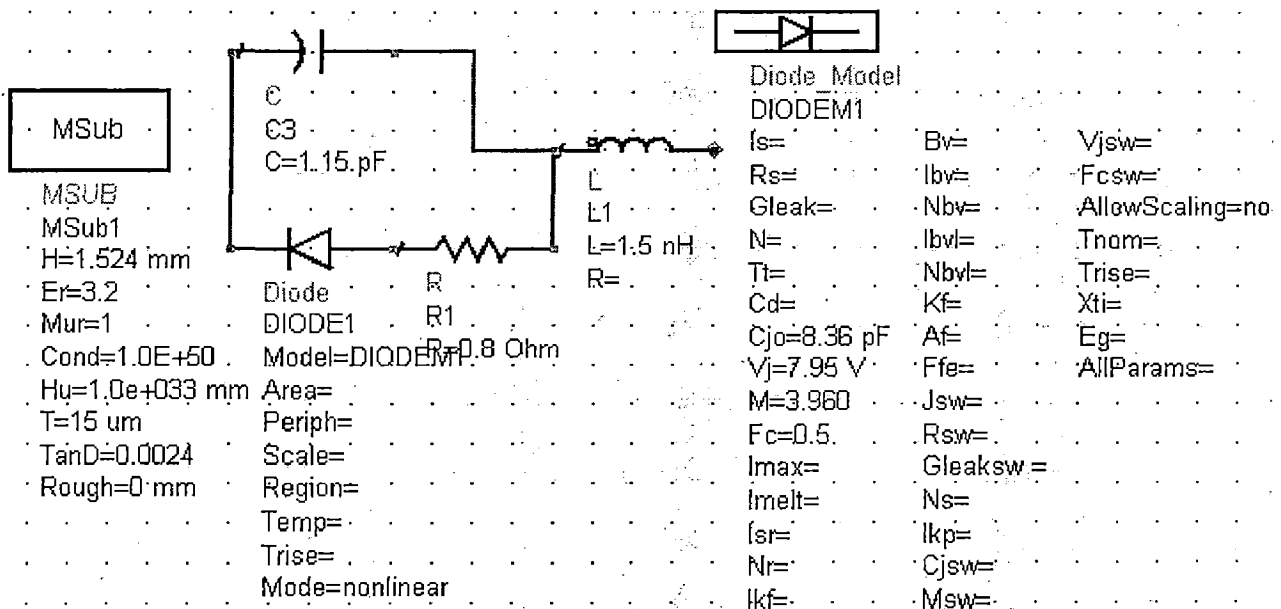 MSub
MSUB
MSub1
H=1.524 mm
Er=3.2
Mur=1
Cond=1.0E+50
Hu=1.0e+033 mm
T=15 um
TanD=0.0024
Rough=0 mm
C
C3
C=1.15 pF
Diode
DIODE1
Model=DIODEM1
Area=
Periph=
Scale=
Region=
Temp=
Trise=
Mode=nonlinear
R
R1
R=0.8 Ohm
L
L1
L=1.5 nH
R=
Diode_Model
DIODEM1
Is=
Rs=
Gleak=
N=
Tt=
Cd=
Cjo=8.36 pF
Vj=7.95 V
M=3.960
Fc=0.5
Imax=
Imelt=
Isr=
Nr=
Ikf=
Bv=
Ibv=
Nbv=
Ibvl=
Nbvl=
Kf=
Af=
Ffe=
Jsw=
Rsw=
Gleaksw=
Ns=
Ikp=
Cjsw=
Msw=
Vjsw=
Fcsw=
AllowScaling=no
Tnom=
Trise=
Xti=
Eg=
AllParams=